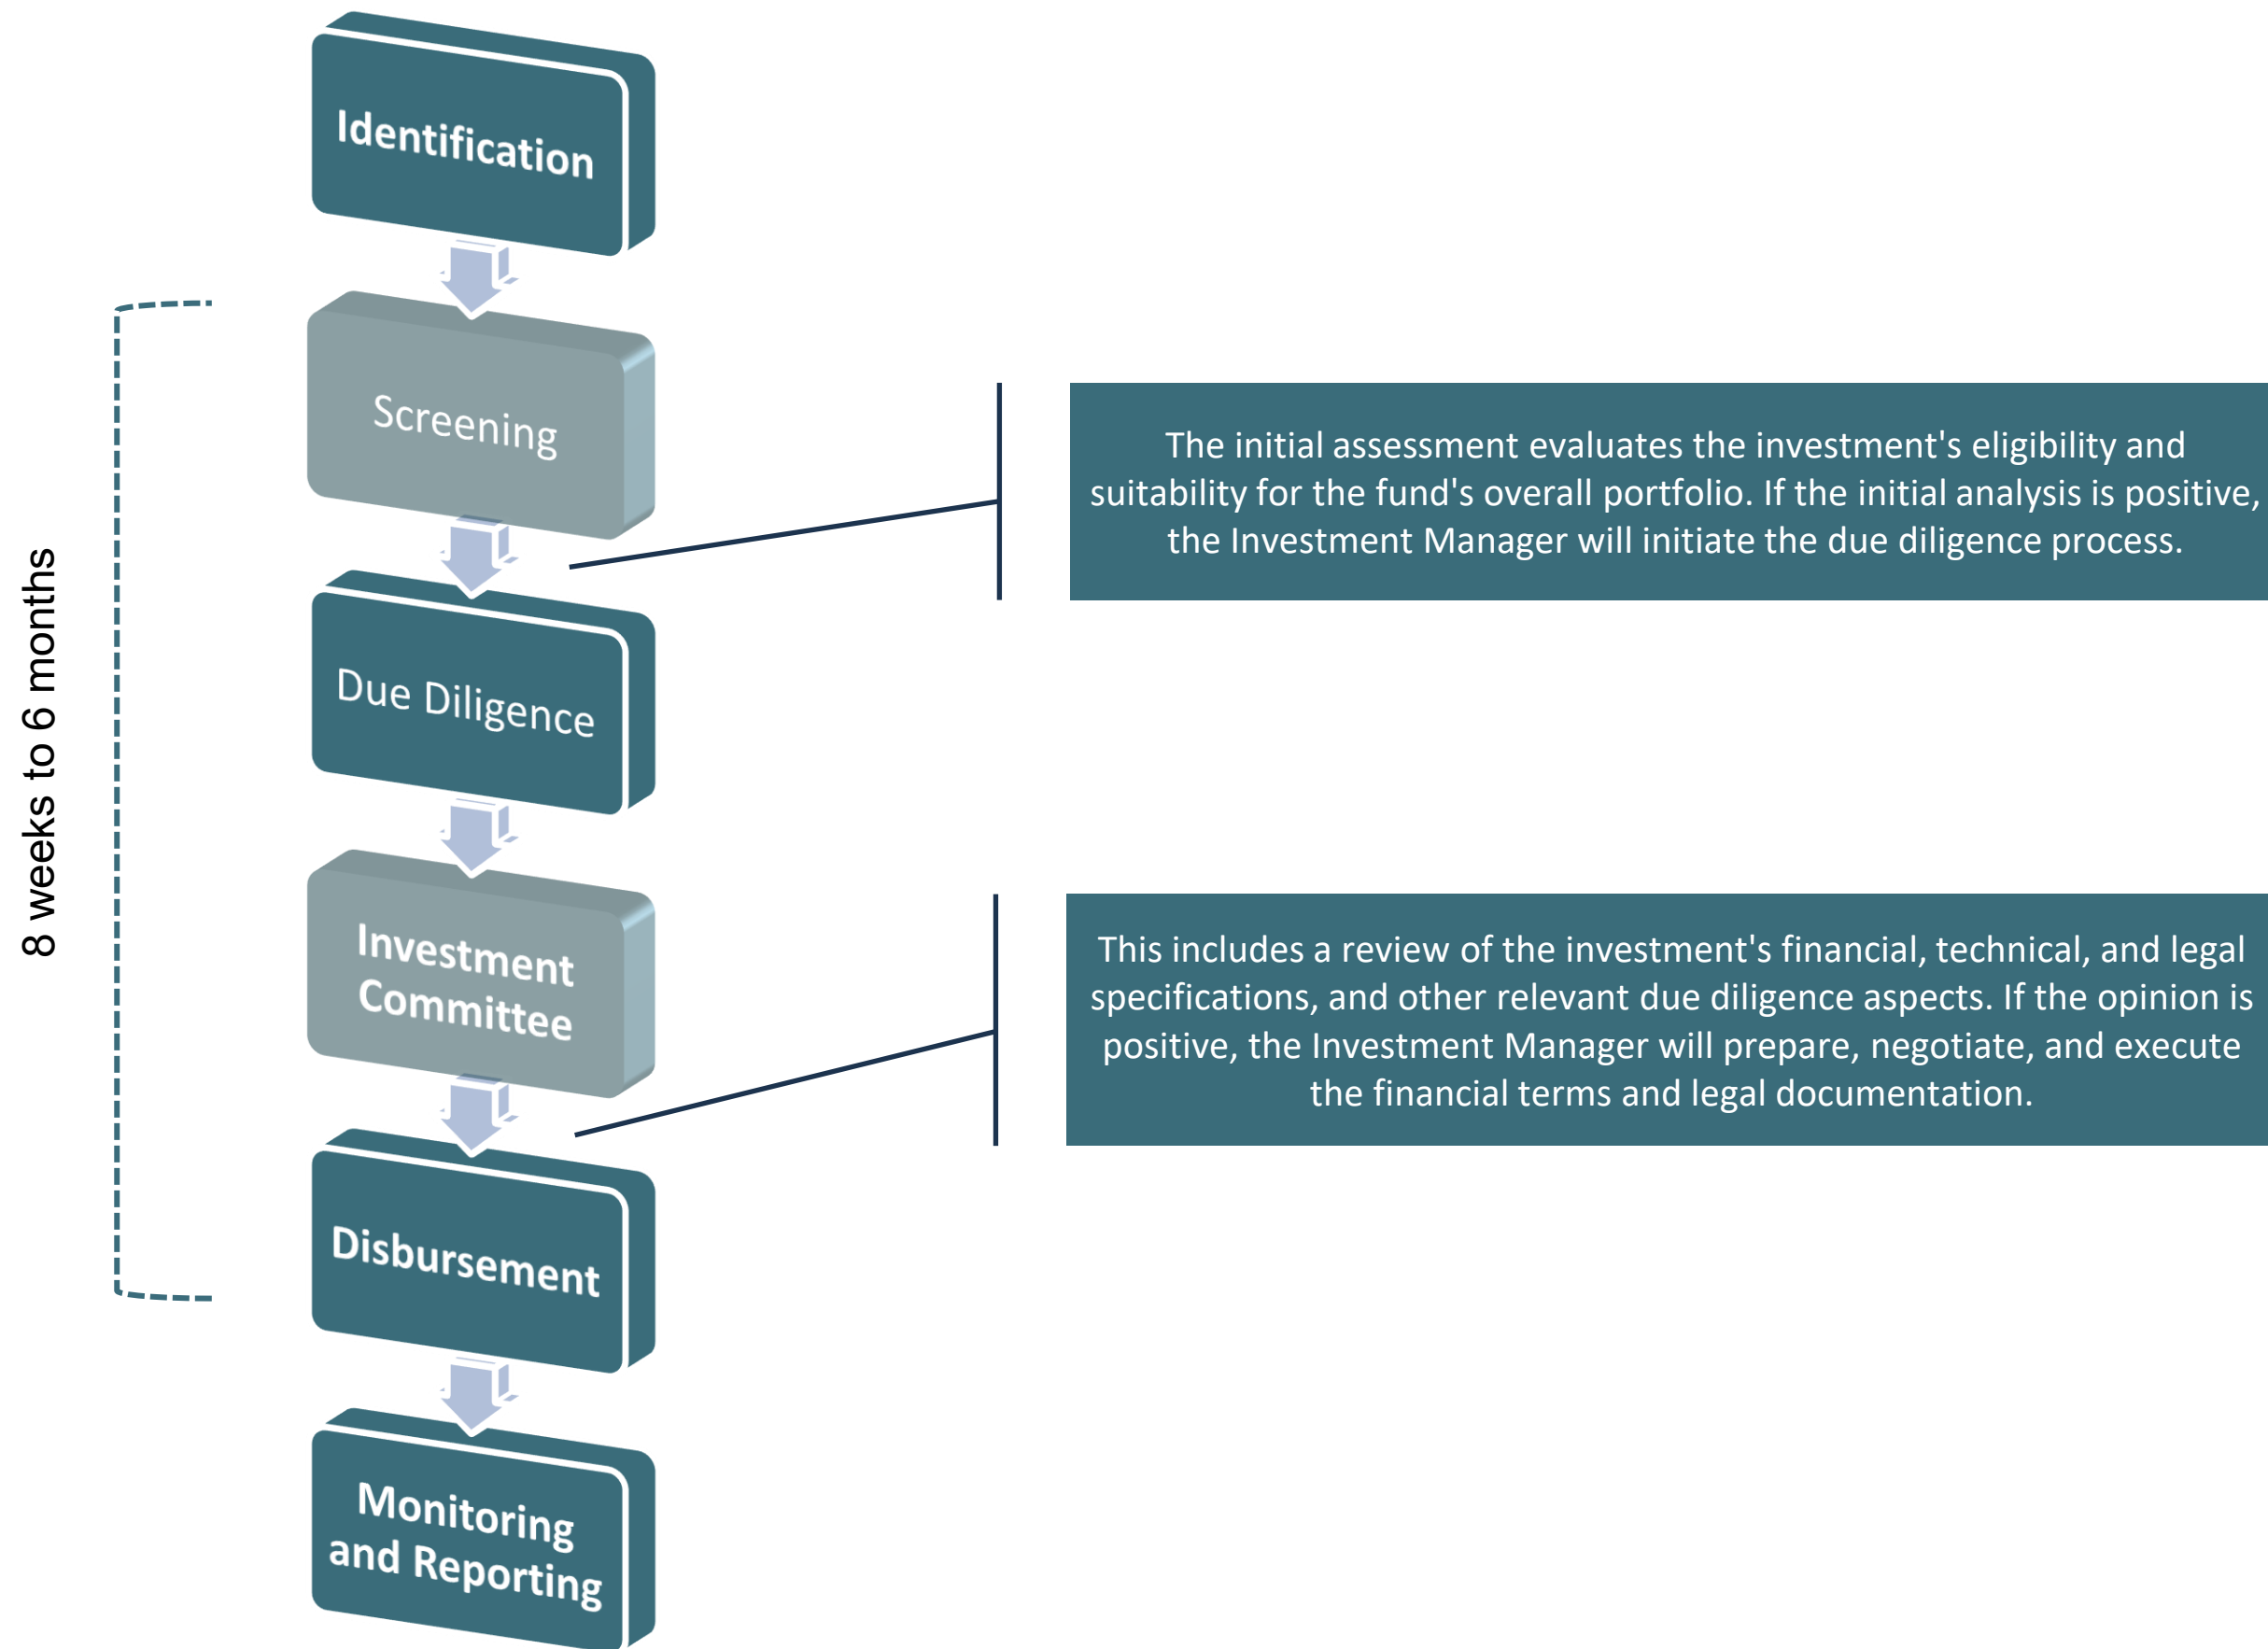 Identification
8 weeks to 6 months
Screening
The initial assessment evaluates the investment's eligibility and
suitability for the fund's overall portfolio. If the initial analysis is positive,
the Investment Manager will initiate the due diligence process.
Due Diligence
Investment
Committee
This includes a review of the investment's financial, technical, and legal
specifications, and other relevant due diligence aspects. If the opinion is
positive, the Investment Manager will prepare, negotiate, and execute
the financial terms and legal documentation.
Disbursement
Monitoring
and Reporting